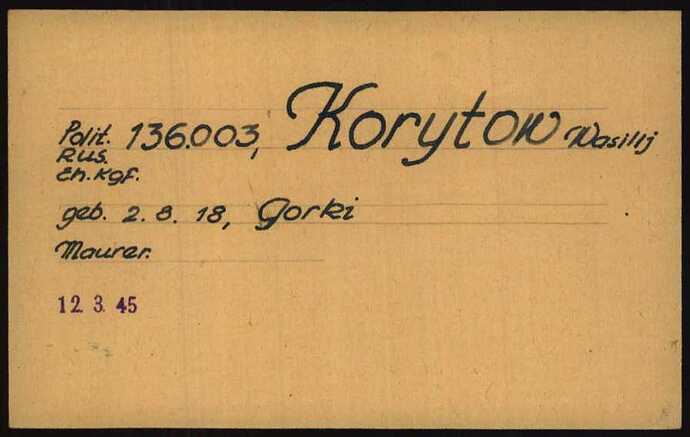 Polit. 136.003, Korytow Wasilij
Rus.
Eh. Kgf.
geb. 2. 8. 18, Gorki
Maurer.
12. 3. 45